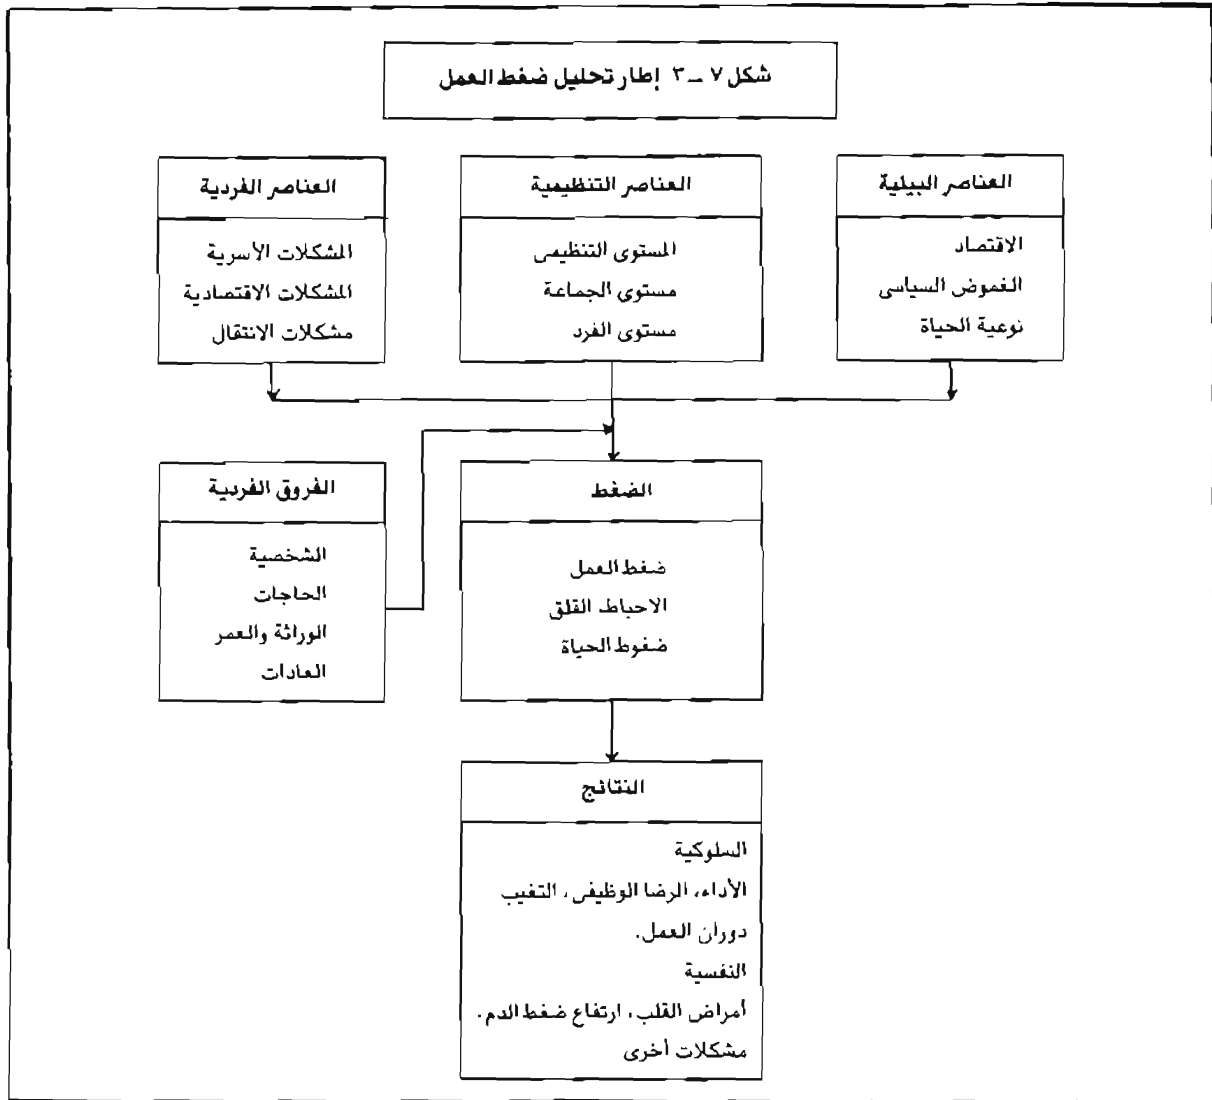 شكل ٧ – ٣ إطار تحليل ضغط العمل
العناصر البيئية
الاقتصاد
الغموض السياسى
نوعية الحياة
العناصر التنظيمية
المستوى التنظيمى
مستوى الجماعة
مستوى الفرد
العناصر الفردية
المشكلات الأسرية
المشكلات الاقتصادية
مشكلات الانتقال
الضغط
ضغط العمل
الاحباط القلق
ضغوط الحياة
الفروق الفردية
الشخصية
الحاجات
الوراثة والعمر
العادات
النتائج
السلوكية
الأداء، الرضا الوظيفى، التغيب
دوران العمل.
النفسية
أمراض القلب، ارتفاع ضغط الدم.
مشكلات أخرى